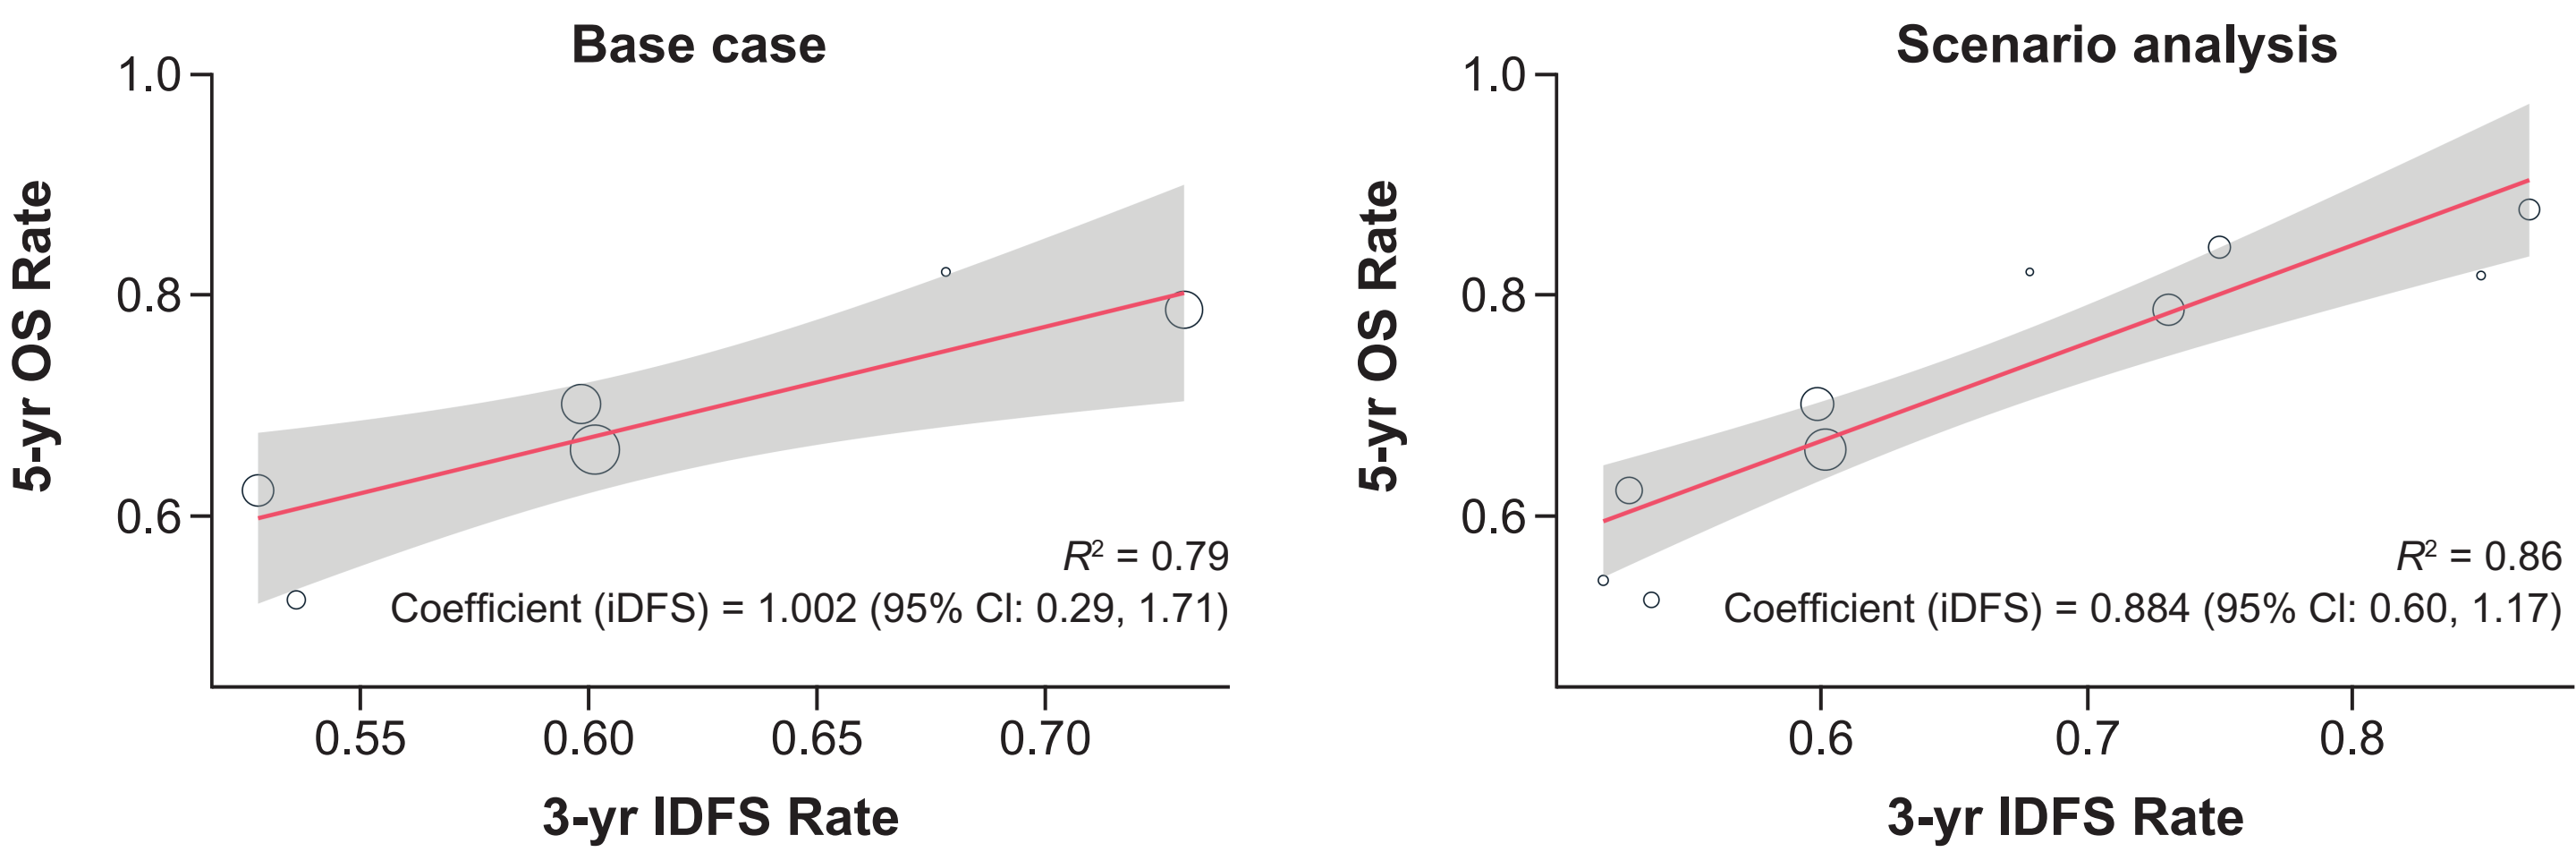 Base case
1.0
0.8
0.6
5-yr OS Rate
R² = 0.79
Coefficient (iDFS) = 1.002 (95% CI: 0.29, 1.71)
0.55 0.60 0.65 0.70
3-yr IDFS Rate
Scenario analysis
1.0
0.8
0.6
5-yr OS Rate
R² = 0.86
Coefficient (iDFS) = 0.884 (95% CI: 0.60, 1.17)
0.6 0.7 0.8
3-yr IDFS Rate